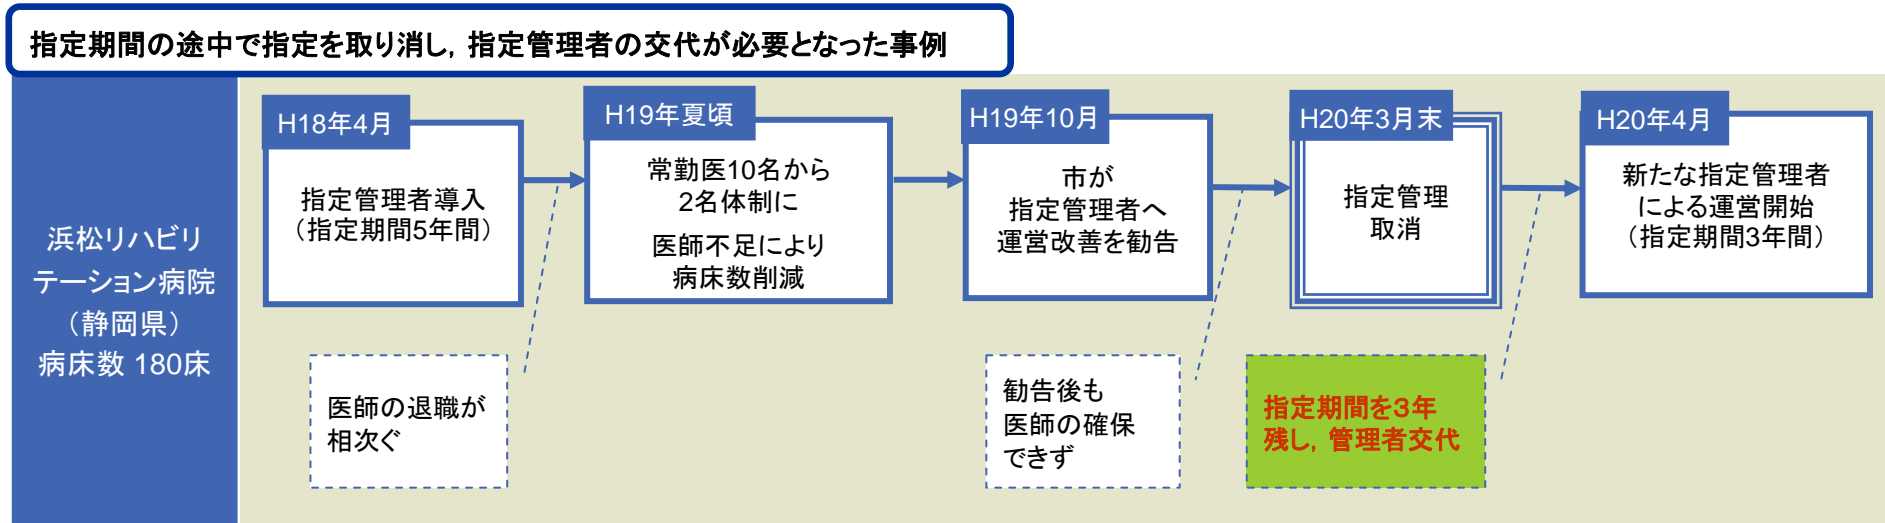 指定期間の途中で指定を取り消し，指定管理者の交代が必要となった事例
浜松リハビリ
テーション病院
（静岡県）
病床数 180床
H18年4月
指定管理者導入
（指定期間5年間）
医師の退職が
相次ぐ
H19年夏頃
常勤医10名から
2名体制に
医師不足により
病床数削減
H19年10月
市が
指定管理者へ
運営改善を勧告
勧告後も
医師の確保
できず
H20年3月末
指定管理
取消
指定期間を3年
残し，管理者交代
H20年4月
新たな指定管理者
による運営開始
（指定期間3年間）